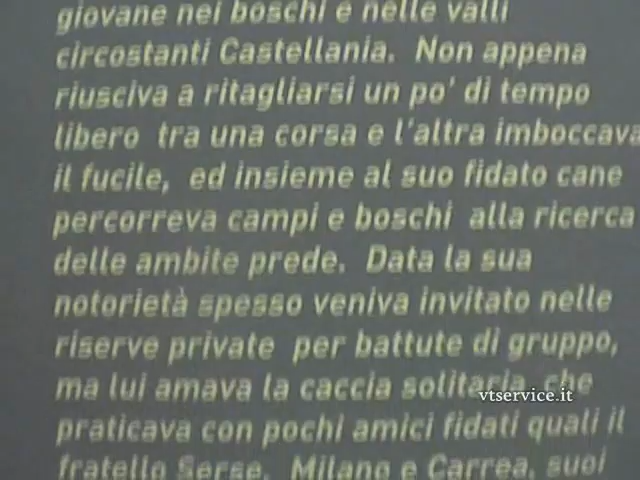 giovane nei boschi e nelle valli
circostanti Castellania. Non appena
riusciva a ritagliarsi un po' di tempo
libero tra una corsa e l'altra imboccava
il fucile, ed insieme al suo fidato cane
percorreva campi e boschi alla ricerca
delle ambite prede. Data la sua
notorietà spesso veniva invitato nelle
riserve private per battute di gruppo,
ma lui amava la caccia solitaria che
vtservice.it
praticava con pochi amici fidati quali il
fratello Serse, Milano e Carrea, suoi